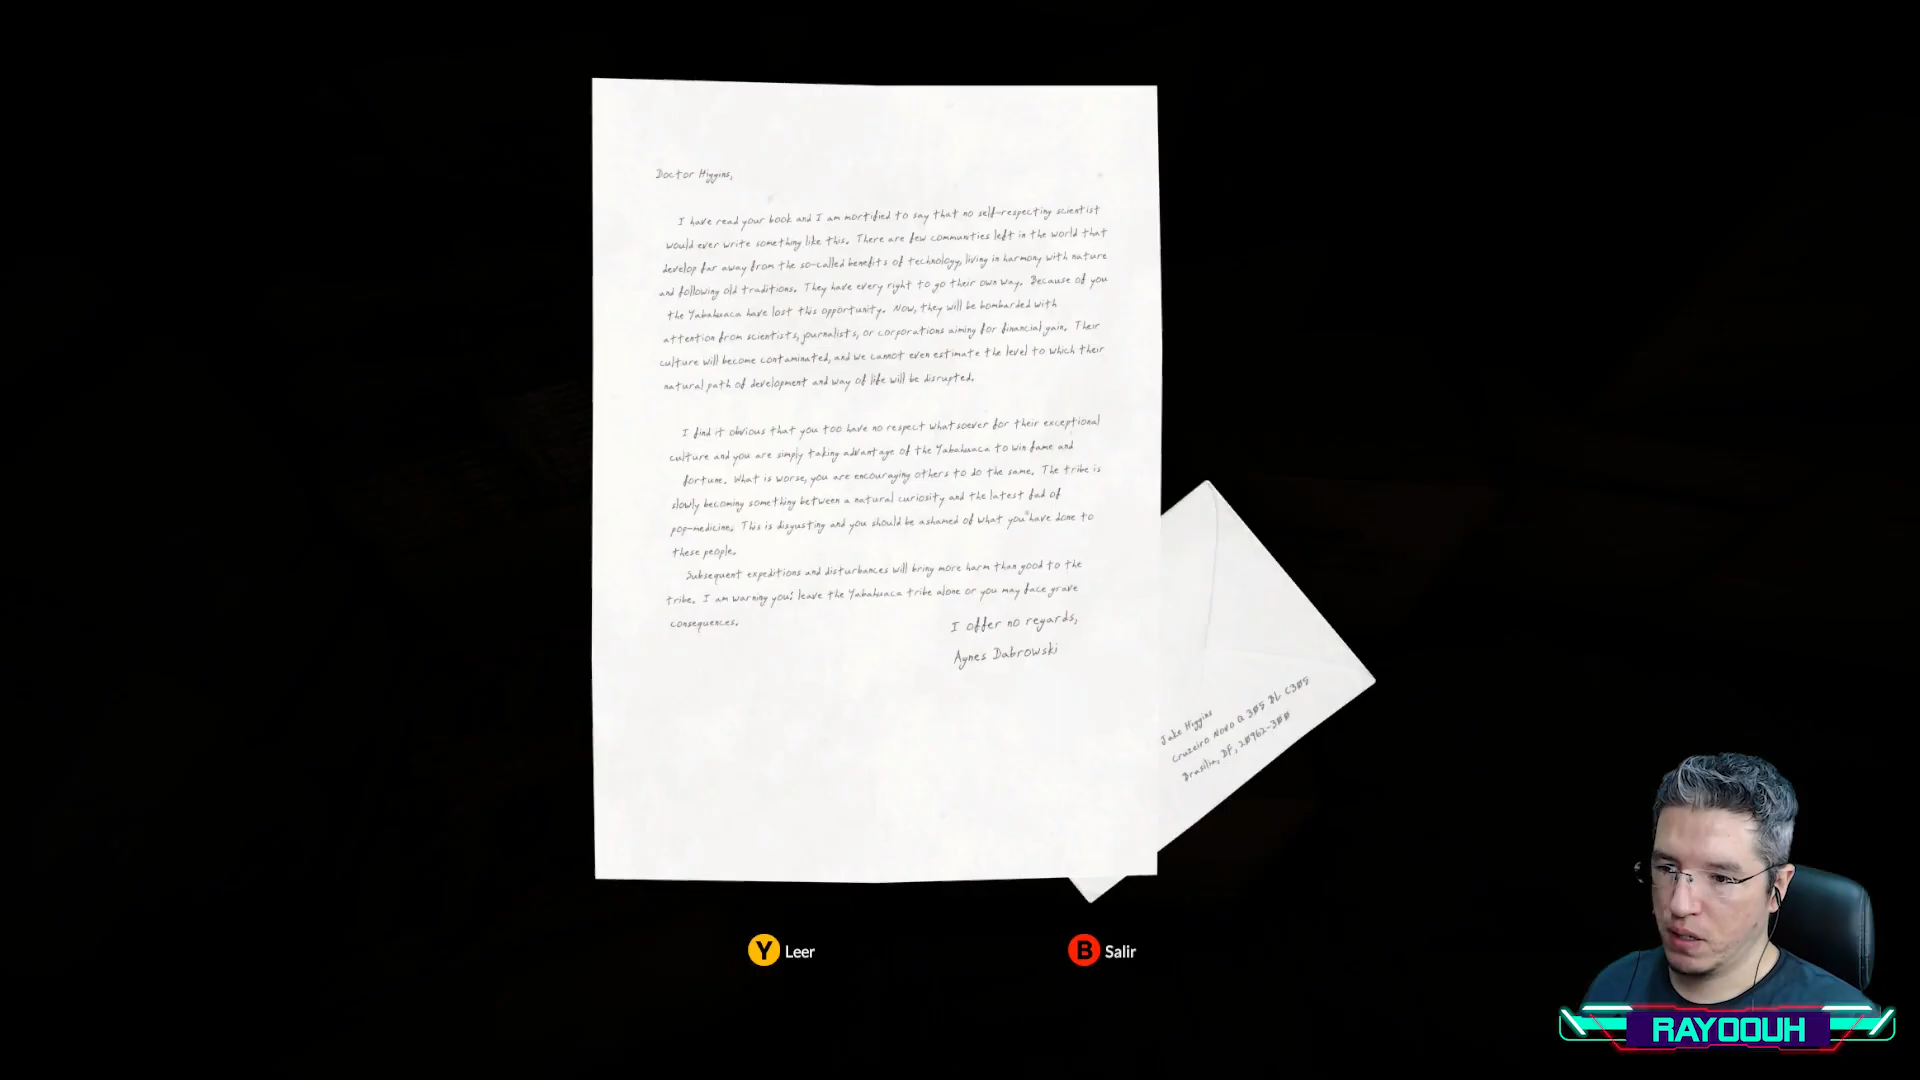 Doctor Higgins,
I have read your book and I am mortified to say that no self-respecting scientist
would ever write something like this. There are few communities left in the world that
develop far away from the so-called benefits of technology, living in harmony with nature
and following old traditions. They have every right to go their own way. Because of you
the Yabahuaca have lost this opportunity. Now, they will be bombarded with
attention from scientists, journalists, or corporations aiming for financial gain. Their
culture will become contaminated, and we cannot even estimate the level to which their
natural path of development and way of life will be disrupted.
I find it obvious that you too have no respect whatsoever for their exceptional
culture and you are simply taking advantage of the Yabahuaca to win fame and
fortune. What is worse, you are encouraging others to do the same. The tribe is
slowly becoming something between a natural curiosity and the latest fad of
pop-medicine. This is disgusting and you should be ashamed of what you have done to
these people.
Subsequent expeditions and disturbances will bring more harm than good to the
tribe. I am warning you: leave the Yabahuaca tribe alone or you may face grave
consequences.
I offer no regards,
Agnes Dabrowski
Jake Higgins
Cruzeiro Novo Q 305 BL C305
Brasilia, DF, 20962-300
Y Leer
B Salir
RAYOOUH